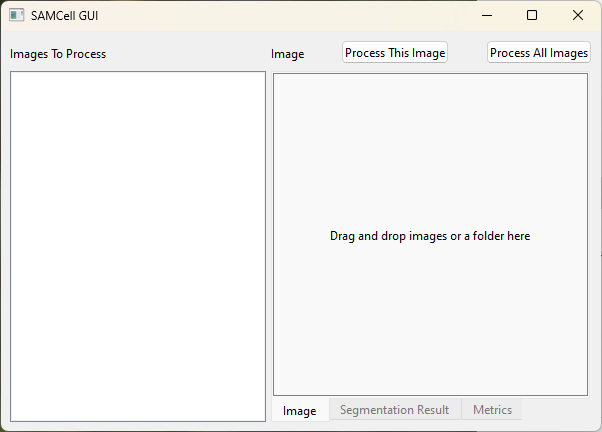 SAMCell GUI
Images To Process
Image
Process This Image
Process All Images
Drag and drop images or a folder here
Image
Segmentation Result
Metrics